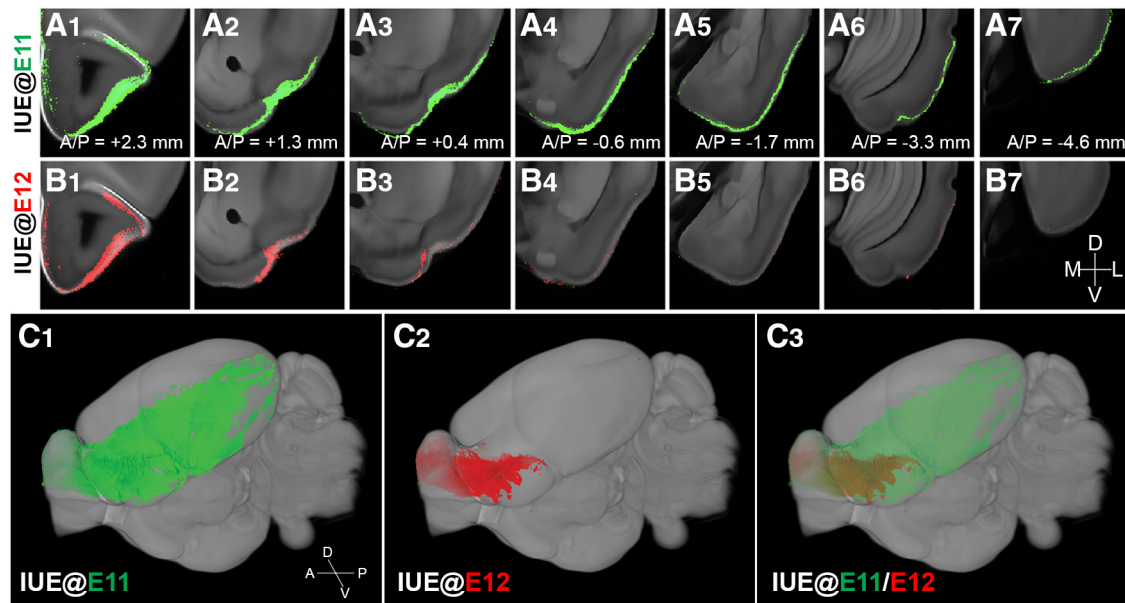 IUE@E11
A1
A2
A3
A4
A5
A6
A7
A/P = +2.3 mm
A/P = +1.3 mm
A/P = +0.4 mm
A/P = -0.6 mm
A/P = -1.7 mm
A/P = -3.3 mm
A/P = -4.6 mm
IUE@E12
B1
B2
B3
B4
B5
B6
B7
D
M L
V
C1
C2
C3
D
A P
V
IUE@E11
IUE@E12
IUE@E11/E12